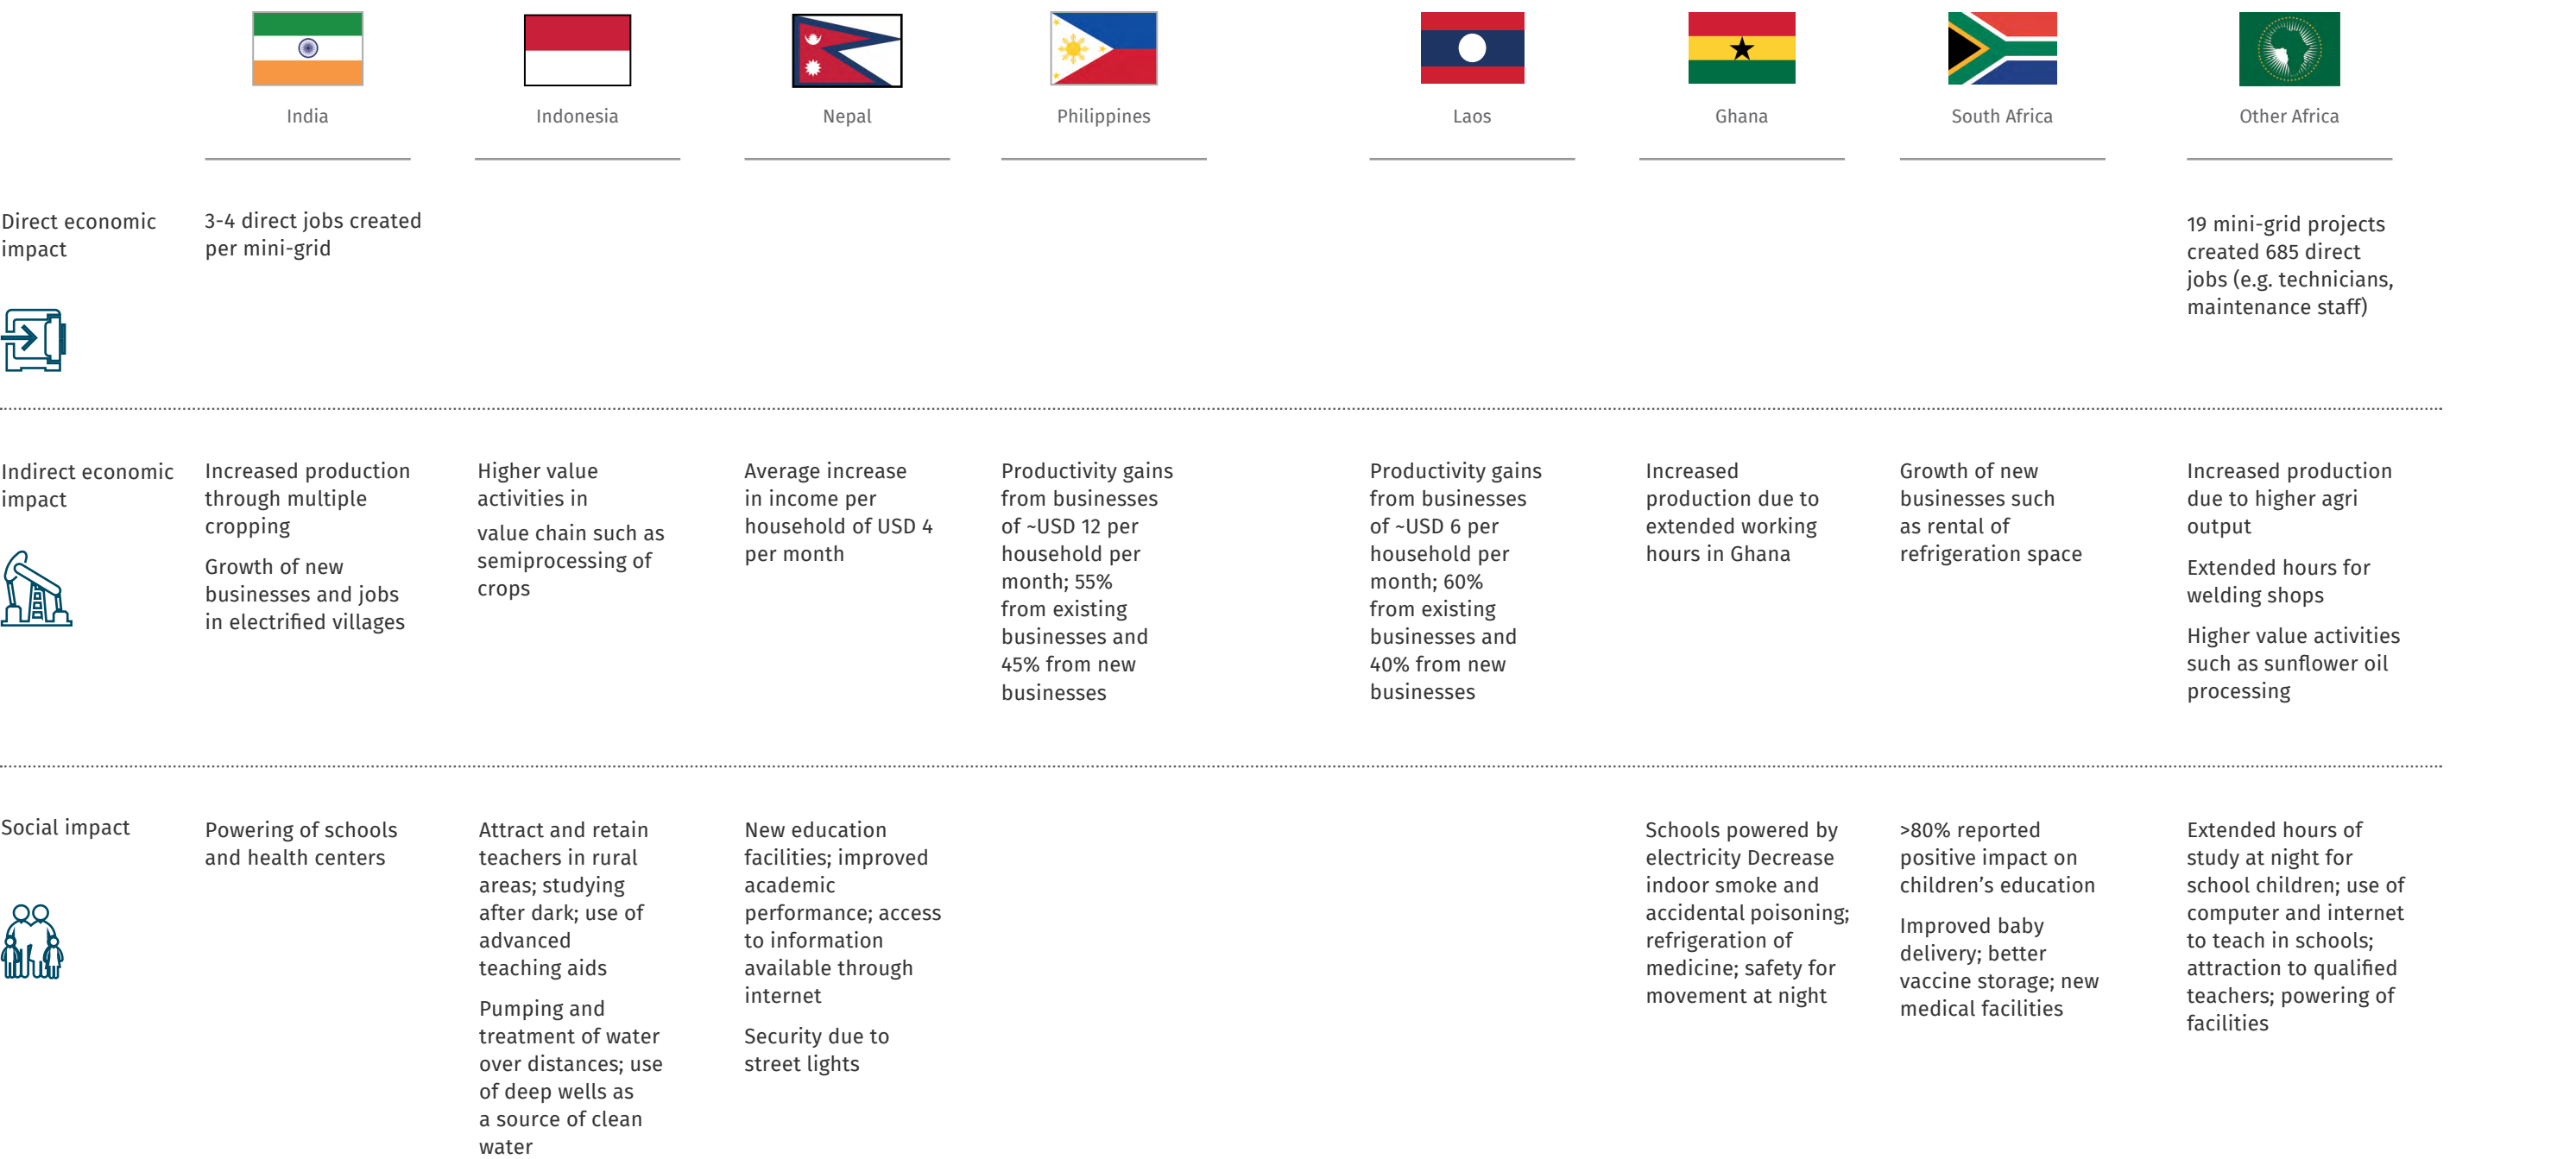 India
Indonesia
Nepal
Philippines
Laos
Ghana
South Africa
Other Africa
Direct economic
impact
3-4 direct jobs created
per mini-grid
19 mini-grid projects
created 685 direct
jobs (e.g. technicians,
maintenance staff)
Indirect economic
impact
Increased production
through multiple
cropping
Growth of new
businesses and jobs
in electrified villages
Higher value
activities in
value chain such as
semiprocessing of
crops
Average increase
in income per
household of USD 4
per month
Productivity gains
from businesses
of ~USD 12 per
household per
month; 55%
from existing
businesses and
45% from new
businesses
Productivity gains
from businesses
of ~USD 6 per
household per
month; 60%
from existing
businesses and
40% from new
businesses
Increased
production due to
extended working
hours in Ghana
Growth of new
businesses such
as rental of
refrigeration space
Increased production
due to higher agri
output
Extended hours for
welding shops
Higher value activities
such as sunflower oil
processing
Social impact
Powering of schools
and health centers
Attract and retain
teachers in rural
areas; studying
after dark; use of
advanced
teaching aids
Pumping and
treatment of water
over distances; use
of deep wells as
a source of clean
water
New education
facilities; improved
academic
performance; access
to information
available through
internet
Security due to
street lights
Schools powered by
electricity Decrease
indoor smoke and
accidental poisoning;
refrigeration of
medicine; safety for
movement at night
>80% reported
positive impact on
children’s education
Improved baby
delivery; better
vaccine storage; new
medical facilities
Extended hours of
study at night for
school children; use of
computer and internet
to teach in schools;
attraction to qualified
teachers; powering of
facilities